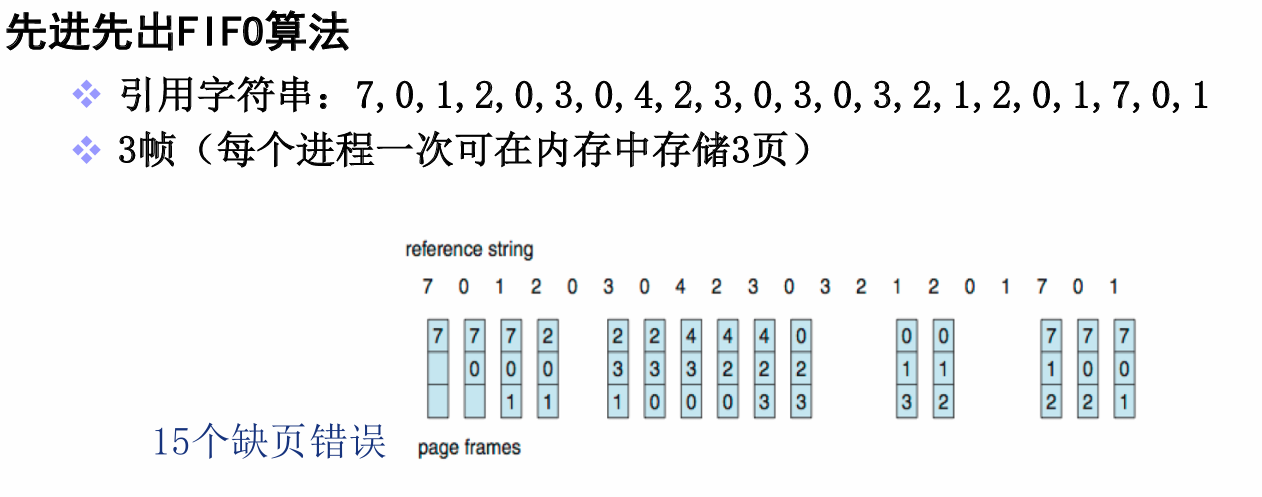 先进先出FIFO算法
引用字符串：7,0,1,2,0,3,0,4,2,3,0,3,0,3,2,1,2,0,1,7,0,1
3帧（每个进程一次可在内存中存储3页）
reference string
7 0 1 2 0 3 0 4 2 3 0 3 2 1 2 0 1 7 0 1
7 7 7 2 2 2 4 4 4 0 0 0 7 7 7
0 0 0 3 3 3 2 2 2 1 1 1 0 0
1 1 1 0 0 0 3 3 3 2 2 2 1
15个缺页错误
page frames